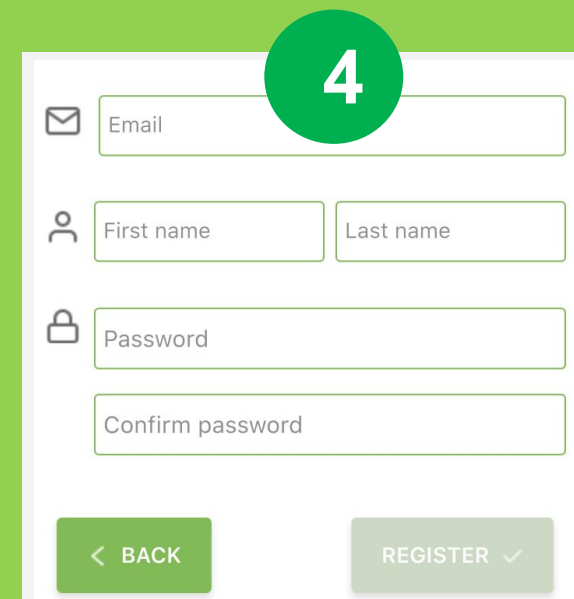 4
Email
First name Last name
Password
Confirm password
BACK REGISTER